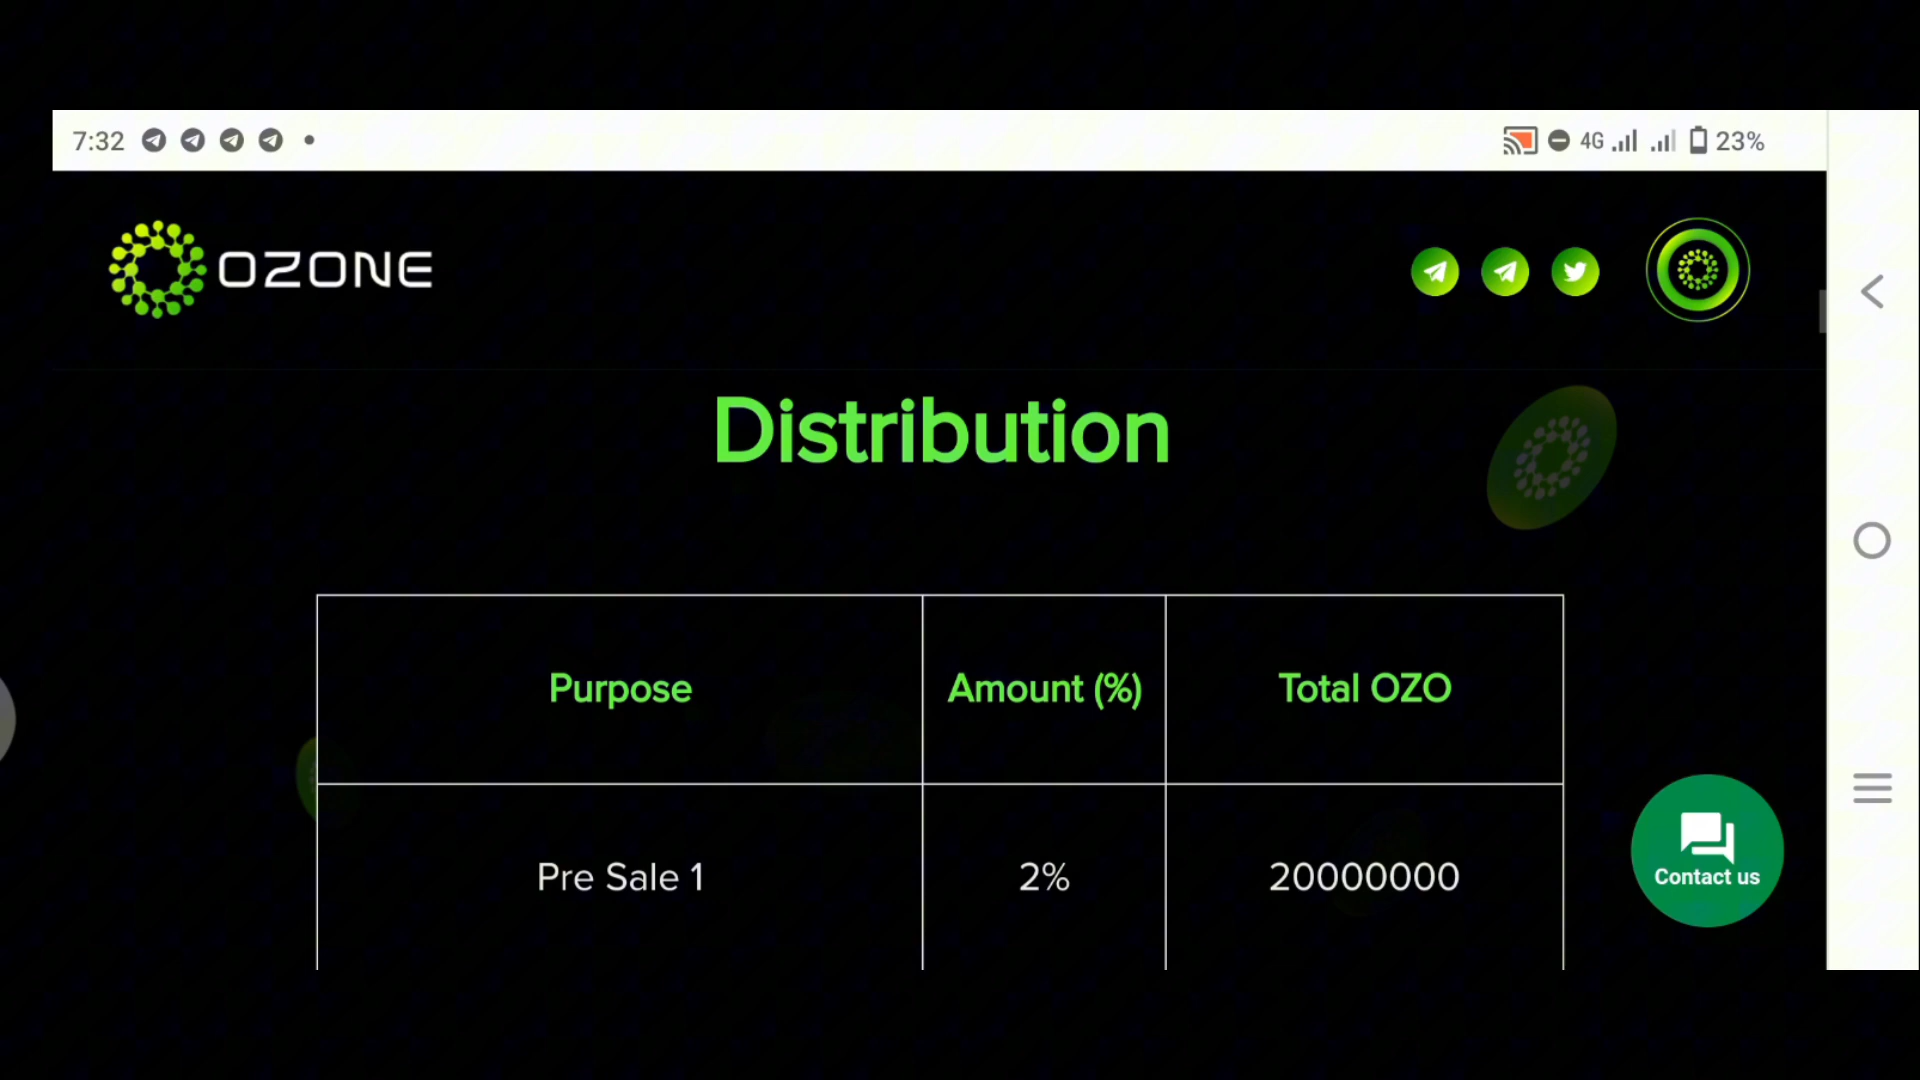 7:32
4G
23%
OZONE
Distribution
Purpose Amount (%) Total OZO
Pre Sale 1 2% 20000000
Contact us